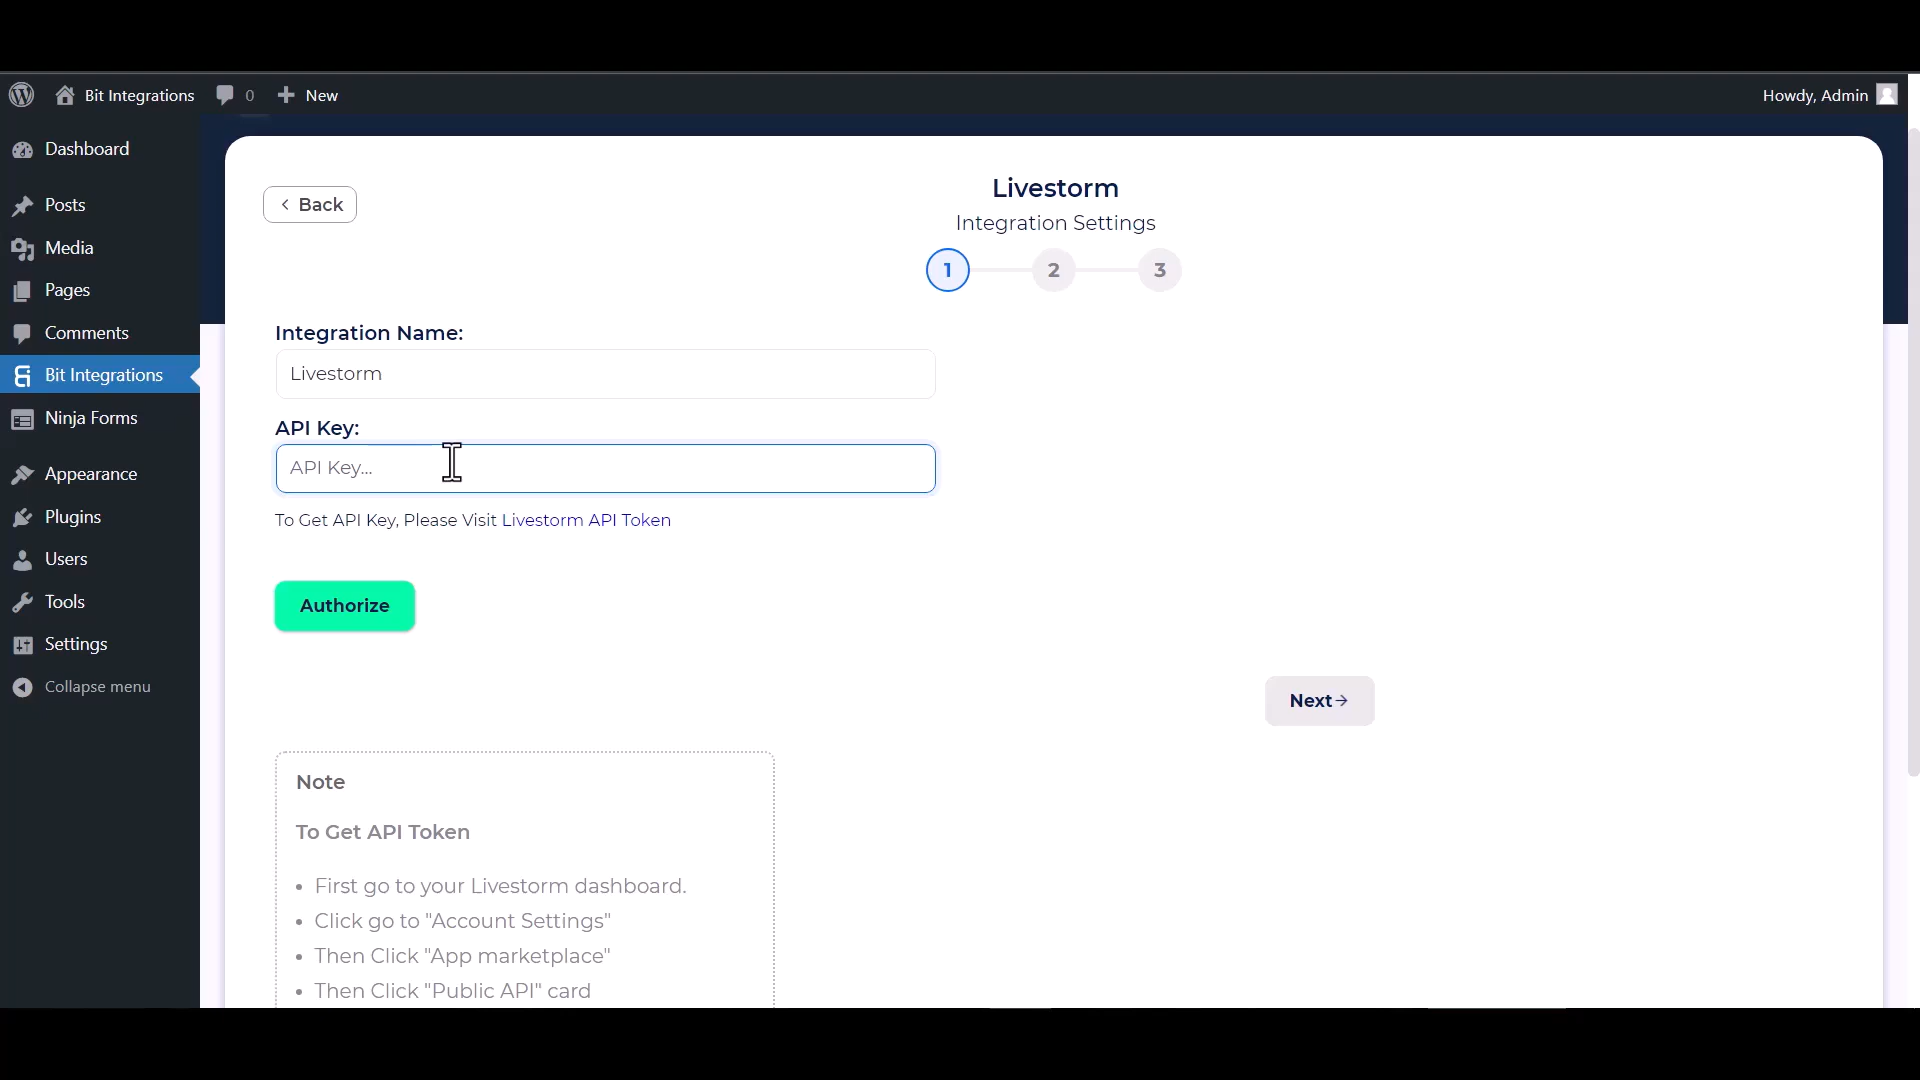 Bit Integrations 0 New Howdy, Admin
Dashboard
Posts
Media
Pages
Comments
Bit Integrations
Ninja Forms
Appearance
Plugins
Users
Tools
Settings
Collapse menu
Back
Livestorm
Integration Settings
1 2 3
Integration Name:
Livestorm
API Key:
API Key...
To Get API Key, Please Visit Livestorm API Token
Authorize
Next
Note
To Get API Token
First go to your Livestorm dashboard.
Click go to "Account Settings"
Then Click "App marketplace"
Then Click "Public API" card